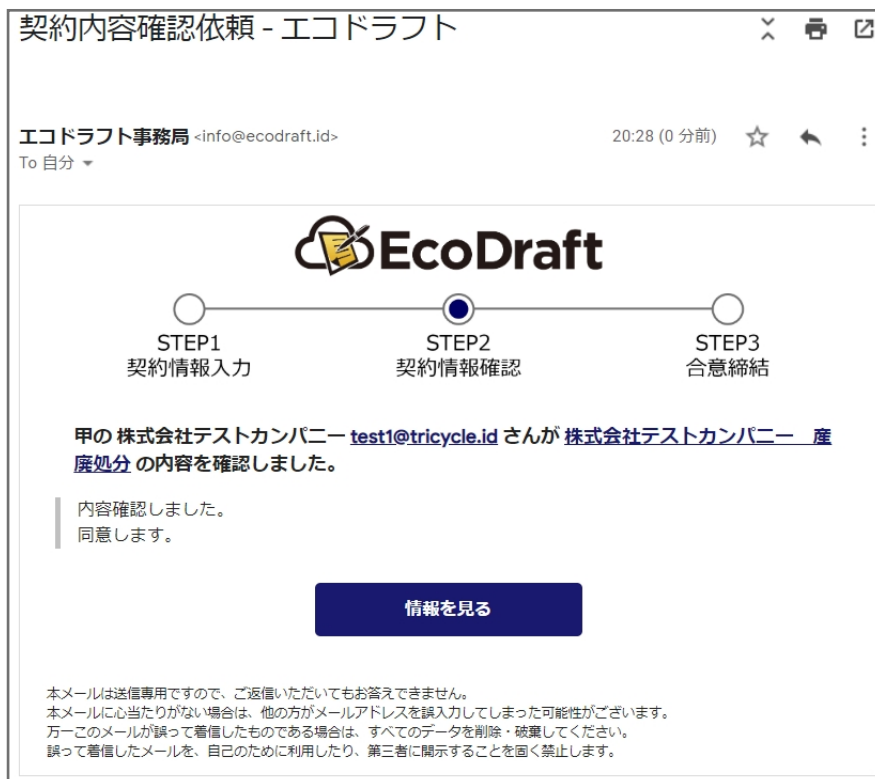 契約内容確認依頼 - エコドラフト
エコドラフト事務局 <info@ecodraft.id>
20:28 (0 分前)
To 自分
EcoDraft
STEP1
契約情報入力
STEP2
契約情報確認
STEP3
合意締結
甲の 株式会社テストカンパニー test1@tricycle.id さんが 株式会社テストカンパニー　産
廃処分 の内容を確認しました。
内容確認しました。
同意します。
情報を見る
本メールは送信専用ですので、ご返信いただいてもお答えできません。
本メールに心当たりがない場合は、他の方がメールアドレスを誤入力してしまった可能性がございます。
万一このメールが誤って着信したものである場合は、すべてのデータを削除・破棄してください。
誤って着信したメールを、自己のために利用したり、第三者に開示することを固く禁止します。